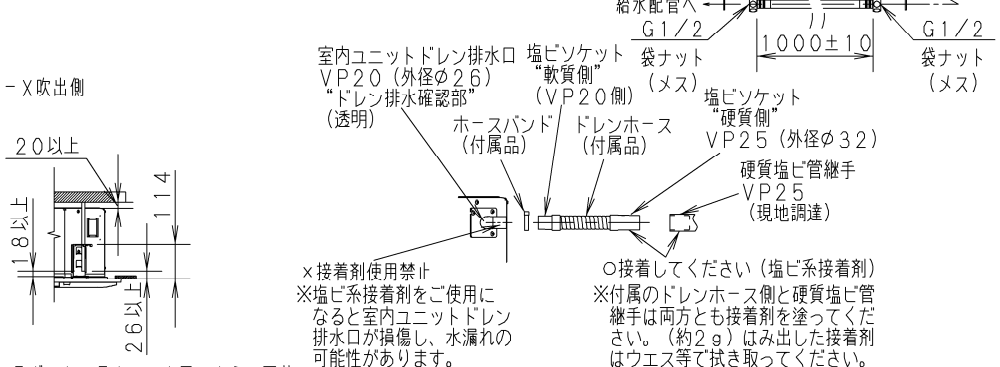 給水配管へ
G1/2
袋ナット
(メス)
1000±10
G1/2
袋ナット
(メス)
-X吹出側
20以上
114
18以上
26以上
室内ユニットドレン排水口
VP20(外径φ26)
“ドレン排水確認部”
(透明)
塩ビソケット
“軟質側”
(VP20側)
ホースバンド
(付属品)
ドレンホース
(付属品)
塩ビソケット
“硬質側”
VP25(外径φ32)
硬質塩ビ管継手
VP25
(現地調達)
×接着剤使用禁止
※塩ビ系接着剤をご使用に
なると室内ユニットドレン
排水口が損傷し、水漏れの
可能性があります。
○接着してください(塩ビ系接着剤)
※付属のドレンホース側と硬質塩ビ管
継手は両方とも接着剤を塗ってくだ
さい。(約2g)はみ出した接着剤
はウエス等で拭き取ってください。